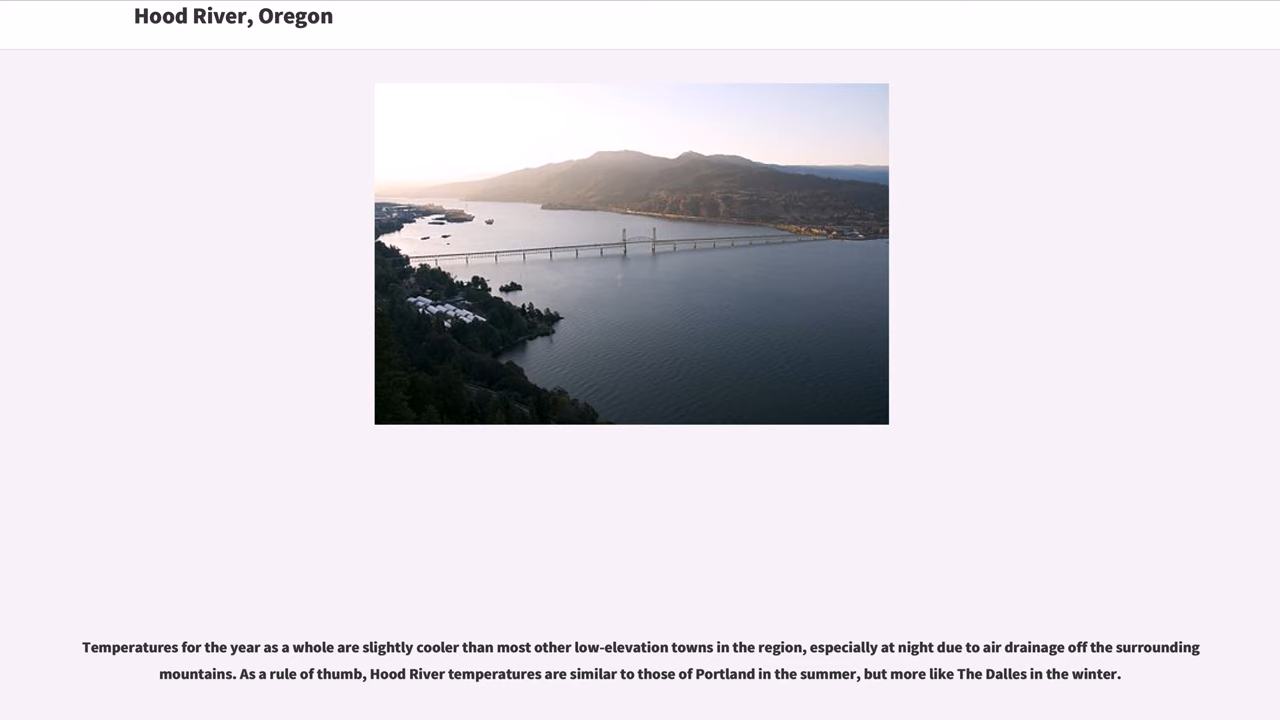 Hood River, Oregon
Temperatures for the year as a whole are slightly cooler than most other low-elevation towns in the region, especially at night due to air drainage off the surrounding
mountains. As a rule of thumb, Hood River temperatures are similar to those of Portland in the summer, but more like The Dalles in the winter.